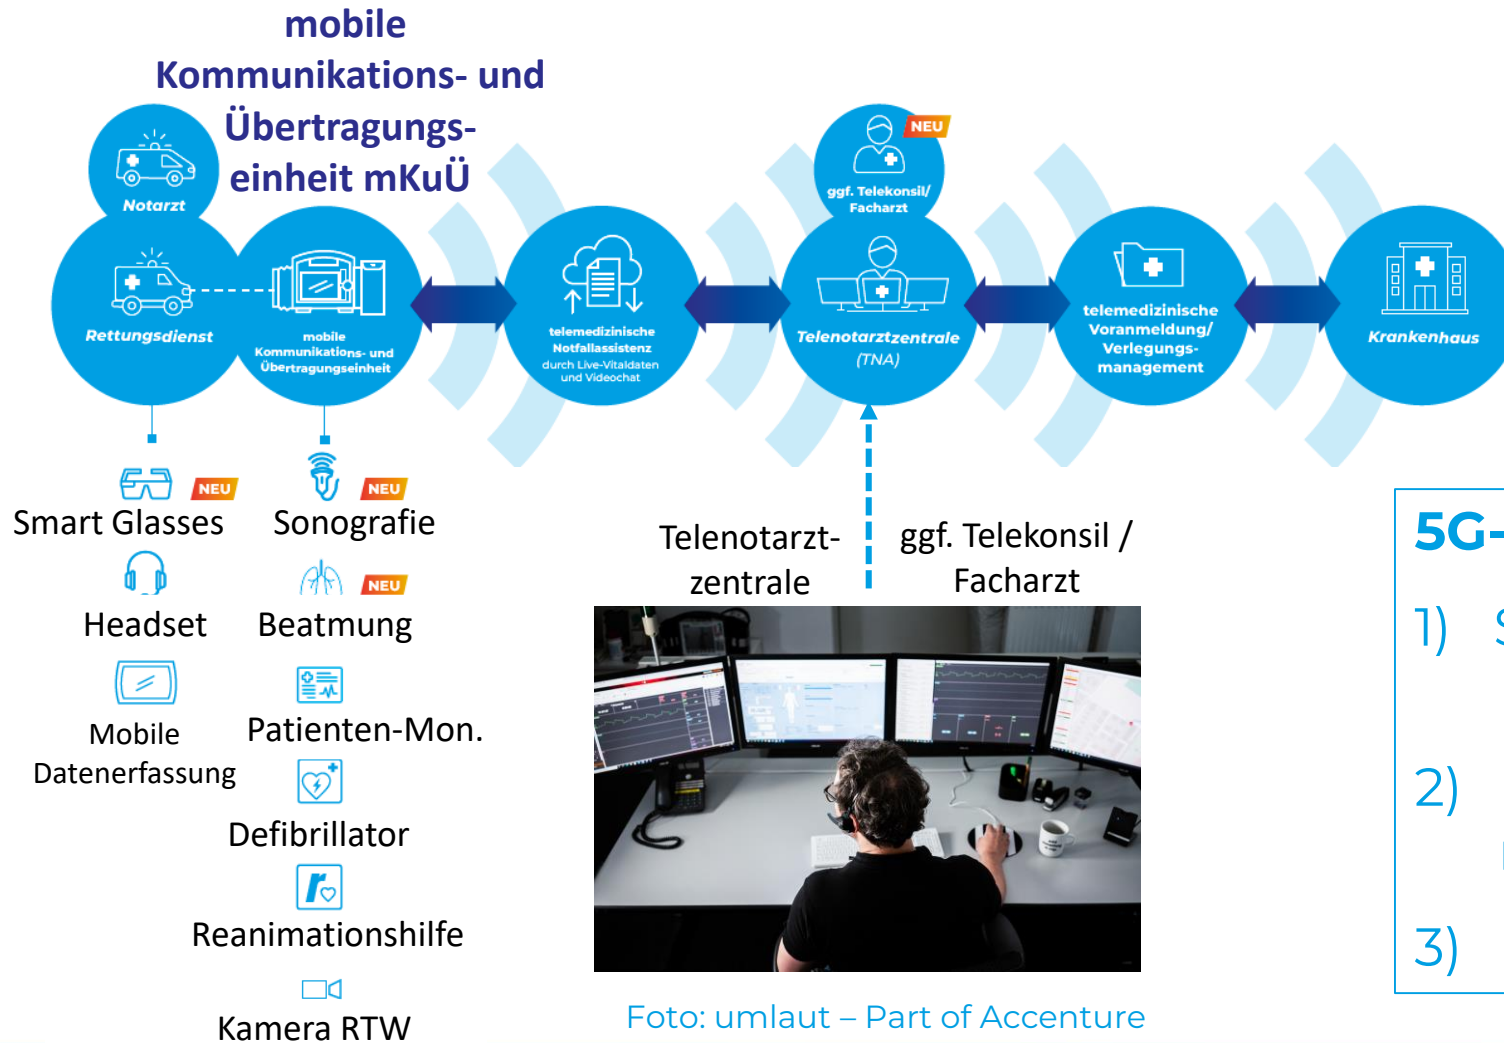 mobile
Kommunikations- und
Übertragungs-
einheit mKuÜ
Notarzt
Rettungsdienst
mobile
Kommunikations- und
Übertragungseinheit
telemedizinische
Notfallassistenz
durch Live-Vitaldaten
und Videochat
NEU
ggf. Telekonsil/
Facharzt
Telenotarztzentrale
(TNA)
telemedizinische
Voranmeldung/
Verlegungs-
management
Krankenhaus
NEU
Smart Glasses
Headset
Mobile
Datenerfassung
NEU
Sonografie
NEU
Beatmung
Patienten-Mon.
Defibrillator
r
Reanimationshilfe
Kamera RTW
Telenotarzt-
zentrale
ggf. Telekonsil /
Facharzt
Foto: umlaut – Part of Accenture
5G-
1)
2)
3)